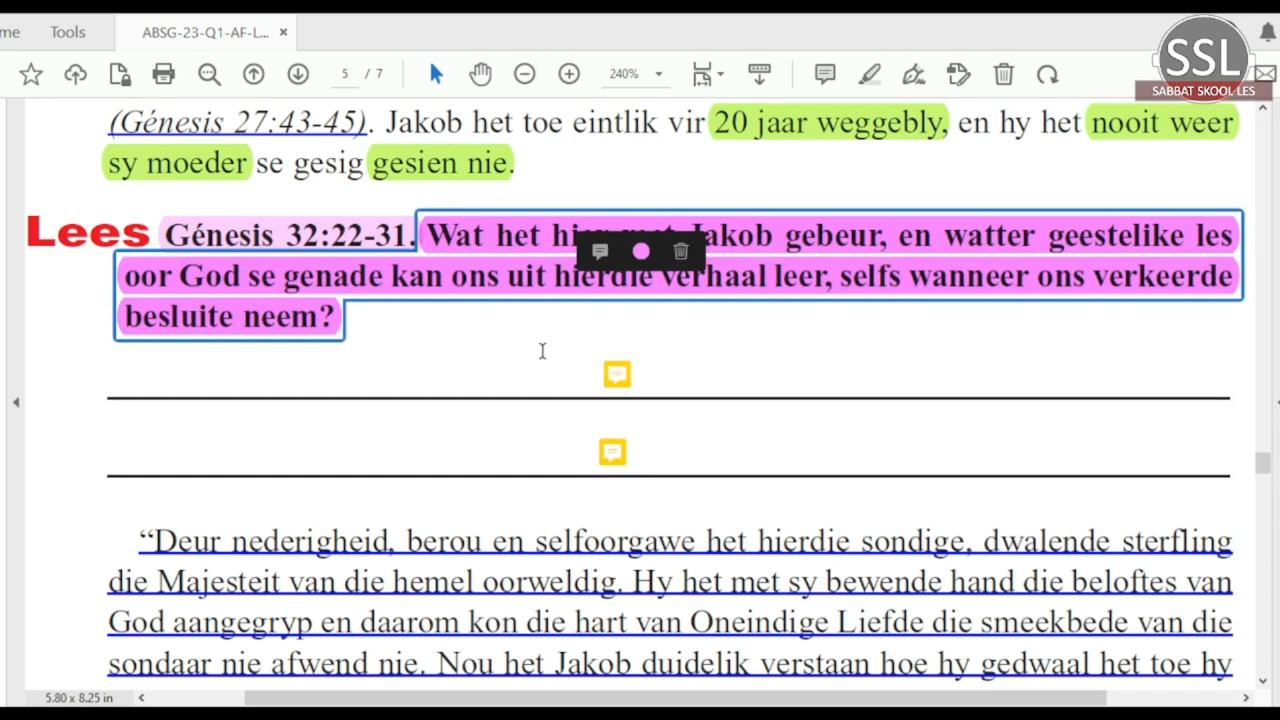 me
Tools
ABSG-23-Q1-AF-L...
SSL
SABBAT SKOOL LES
5 / 7
240%
(Génesis 27:43-45). Jakob het toe eintlik vir 20 jaar weggebly, en hy het nooit weer
sy moeder se gesig gesien nie.
Lees Génesis 32:22-31. Wat het Jakob gebeur, en watter geestelike les
oor God se genade kan ons uit hierdie verhaal leer, selfs wanneer ons verkeerde
besluite neem?
“Deur nederigheid, berou en selfoorgawe het hierdie sondige, dwalende sterfling
die Majesteit van die hemel oorweldig. Hy het met sy bewende hand die beloftes van
God aangegryp en daarom kon die hart van Oneindige Liefde die smeekbede van die
sondaar nie afwend nie. Nou het Jakob duidelik verstaan hoe hy gedwaal het toe hy
5.80 x 8.25 in